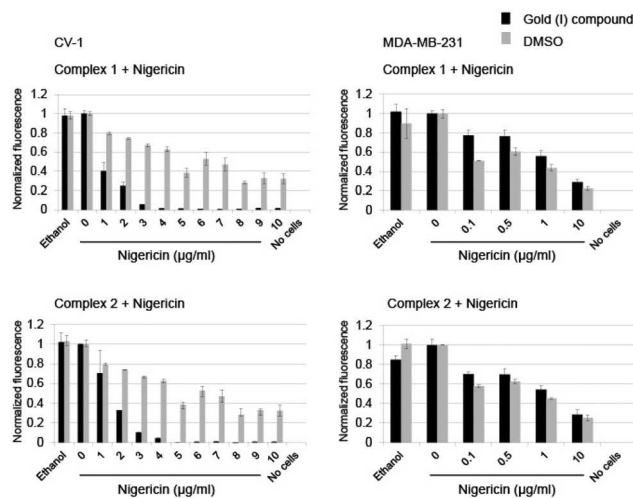 Gold (I) compound
DMSO
CV-1
MDA-MB-231
Complex 1 + Nigericin
Normalized fluorescence
1.2
1
0.8
0.6
0.4
0.2
0
Ethanol
0
1
2
3
4
5
6
7
8
9
10
No cells
Nigericin (µg/ml)
Complex 1 + Nigericin
Normalized fluorescence
1.2
1
0.8
0.6
0.4
0.2
0
Ethanol
0
0.1
0.5
1
10
No cells
Nigericin (µg/ml)
Complex 2 + Nigericin
Normalized fluorescence
1.2
1
0.8
0.6
0.4
0.2
0
Ethanol
0
1
2
3
4
5
6
7
8
9
10
No cells
Nigericin (µg/ml)
Complex 2 + Nigericin
Normalized fluorescence
1.2
1
0.8
0.6
0.4
0.2
0
Ethanol
0
0.1
0.5
1
10
No cells
Nigericin (µg/ml)